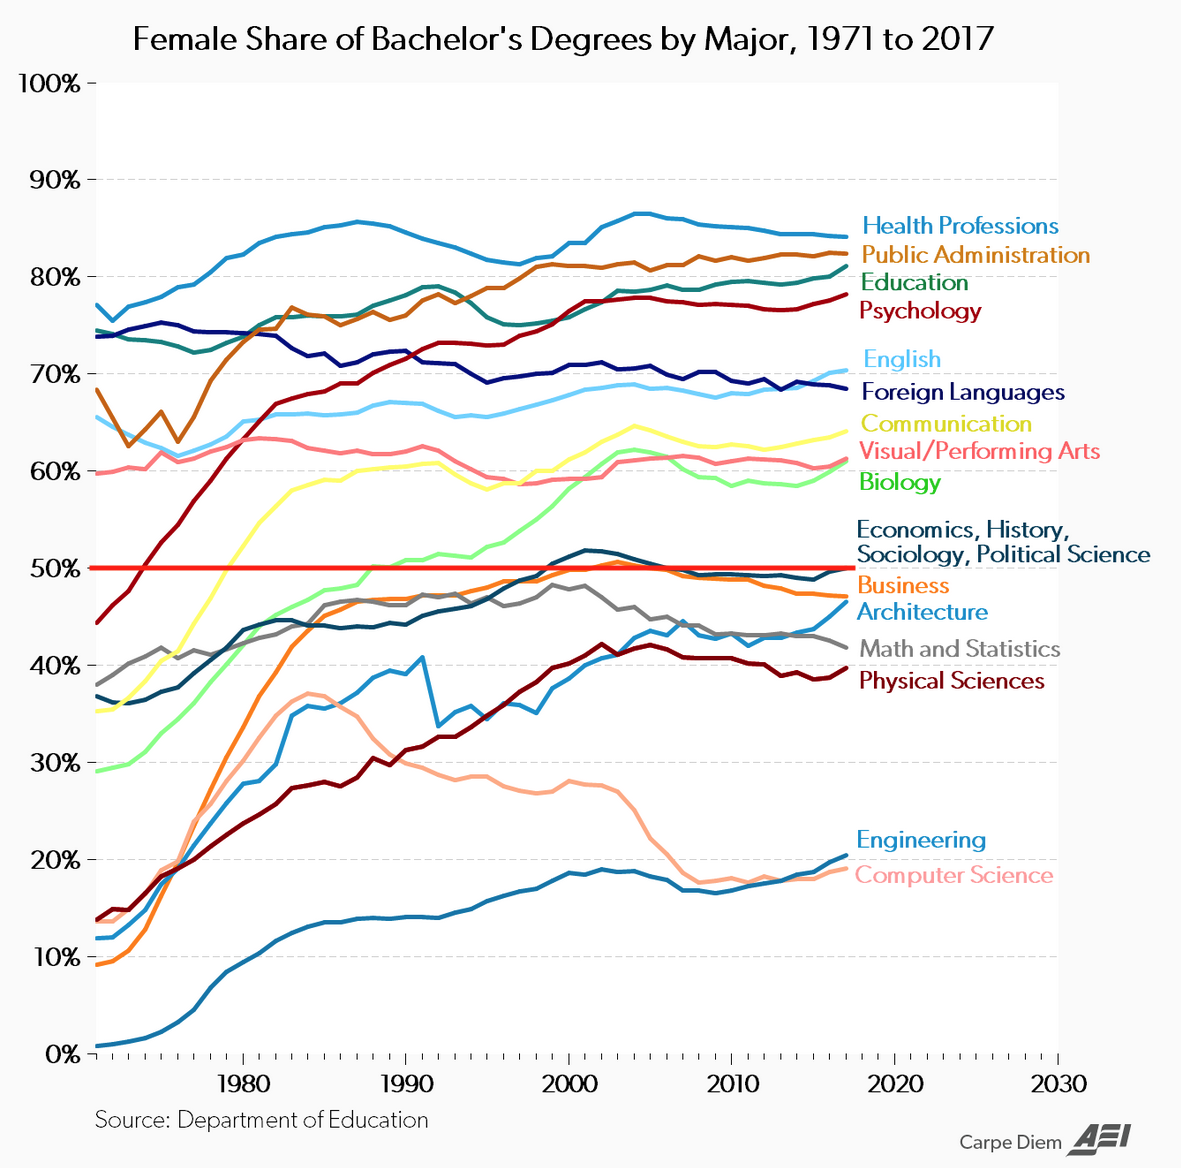 Female Share of Bachelor's Degrees by Major, 1971 to 2017
100%
90%
80%
70%
60%
50%
40%
30%
20%
10%
0%
Health Professions
Public Administration
Education
Psychology
English
Foreign Languages
Communication
Visual/Performing Arts
Biology
Economics, History,
Sociology, Political Science
Business
Architecture
Math and Statistics
Physical Sciences
Engineering
Computer Science
1980 1990 2000 2010 2020 2030
Source: Department of Education
Carpe Diem AEI